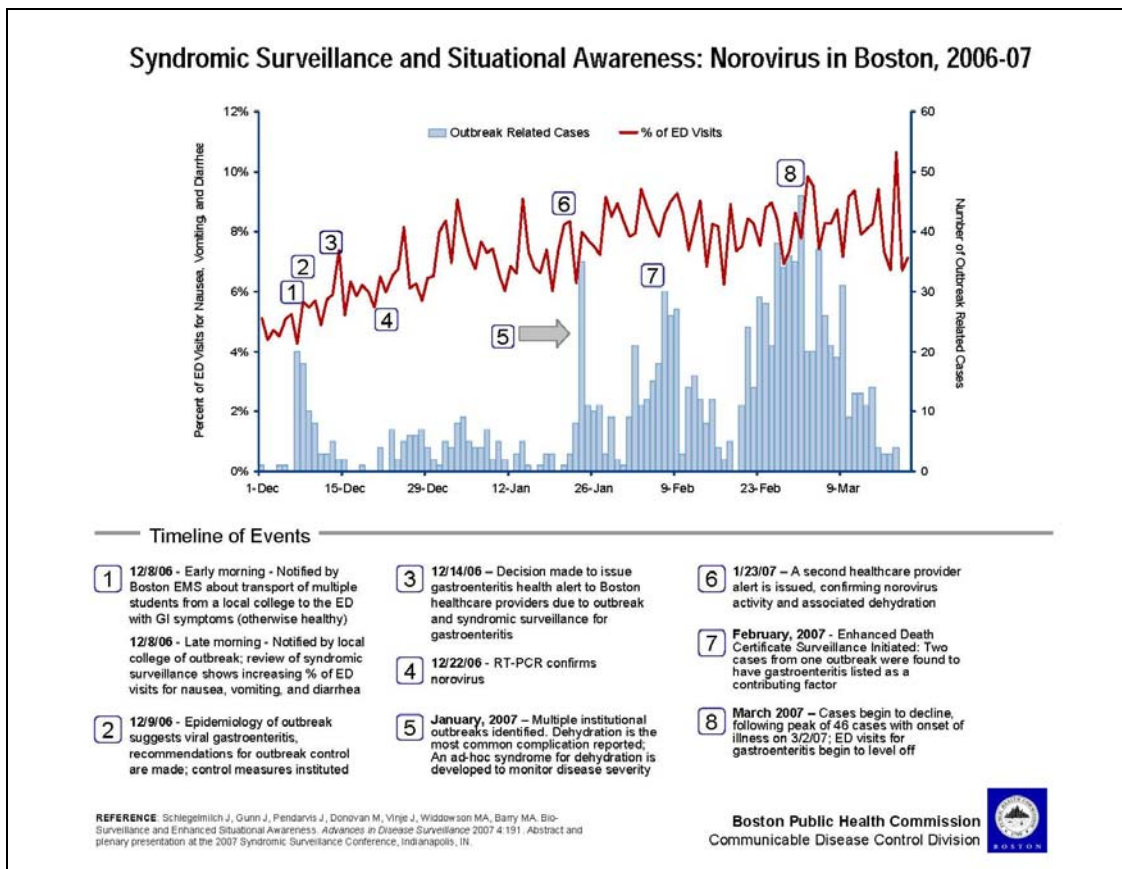 Syndromic Surveillance and Situational Awareness: Norovirus in Boston, 2006-07
12%
10%
8%
6%
4%
2%
0%
Percent of ED Visits for Nausea, Vomiting, and Diarrhea
Outbreak Related Cases
% of ED Visits
60
50
40
30
20
10
0
Number of Outbreak Related Cases
1
2
3
4
5
6
7
8
1-Dec
15-Dec
29-Dec
12-Jan
26-Jan
9-Feb
23-Feb
9-Mar
Timeline of Events
1
12/8/06 - Early morning - Notified by
Boston EMS about transport of multiple
students from a local college to the ED
with GI symptoms (otherwise healthy)
12/8/06 - Late morning - Notified by local
college of outbreak; review of syndromic
surveillance shows increasing % of ED
visits for nausea, vomiting, and diarrhea
2
12/9/06 - Epidemiology of outbreak
suggests viral gastroenteritis,
recommendations for outbreak control
are made; control measures instituted
3
12/14/06 – Decision made to issue
gastroenteritis health alert to Boston
healthcare providers due to outbreak
and syndromic surveillance for
gastroenteritis
4
12/22/06 - RT-PCR confirms
norovirus
5
January, 2007 – Multiple institutional
outbreaks identified. Dehydration is the
most common complication reported;
An ad-hoc syndrome for dehydration is
developed to monitor disease severity
6
1/23/07 – A second healthcare provider
alert is issued, confirming norovirus
activity and associated dehydration
7
February, 2007 - Enhanced Death
Certificate Surveillance Initiated: Two
cases from one outbreak were found to
have gastroenteritis listed as a
contributing factor
8
March 2007 – Cases begin to decline,
following peak of 46 cases with onset of
illness on 3/2/07; ED visits for
gastroenteritis begin to level off
REFERENCE: Schlegelmilch J, Gunn J, Pendarvis J, Donovan M, Vinje J, Widdowson MA, Barry MA. Bio-
Surveillance and Enhanced Situational Awareness. Advances in Disease Surveillance 2007 4:191. Abstract and
plenary presentation at the 2007 Syndromic Surveillance Conference, Indianapolis, IN.
Boston Public Health Commission
Communicable Disease Control Division
BOSTON